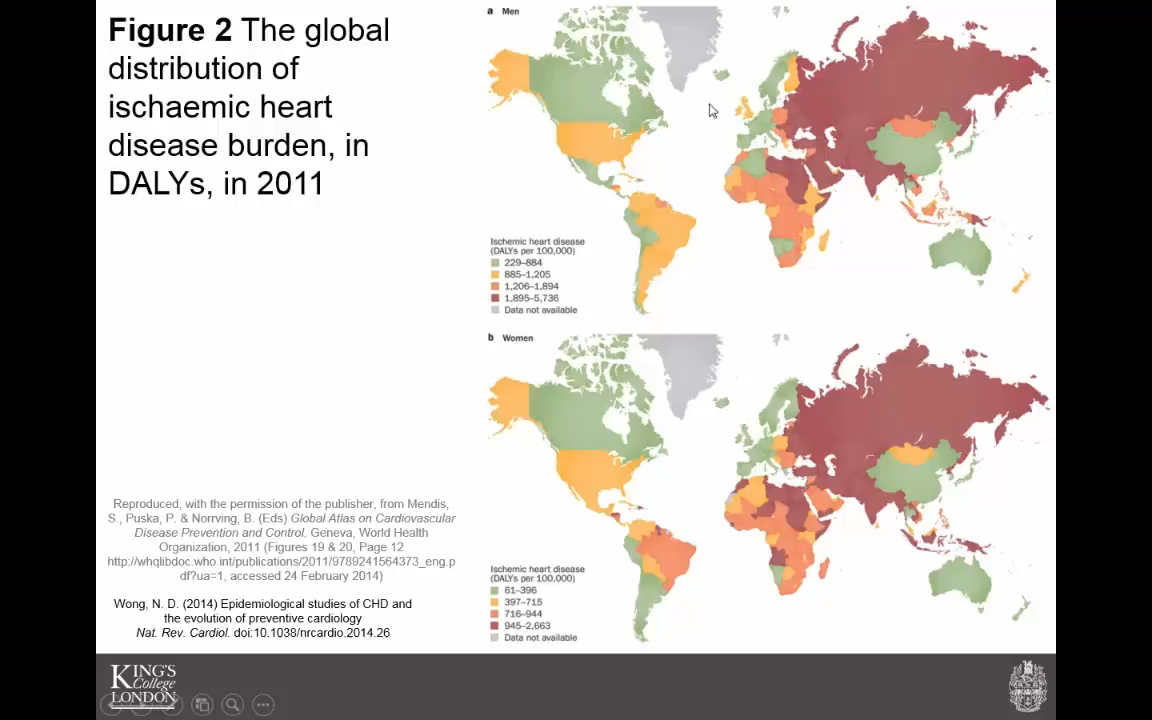 Figure 2 The global
distribution of
ischaemic heart
disease burden, in
DALYs, in 2011
a Men
Ischemic heart disease
(DALYs per 100,000)
229–884
885–1,205
1,206–1,894
1,895–5,736
Data not available
b Women
Ischemic heart disease
(DALYs per 100,000)
61–396
397–715
716–944
945–2,663
Data not available
Reproduced, with the permission of the publisher, from Mendis,
S., Puska, P. & Norrving, B. (Eds) Global Atlas on Cardiovascular
Disease Prevention and Control. Geneva, World Health
Organization, 2011 (Figures 19 & 20, Page 12
http://whqlibdoc.who.int/publications/2011/9789241564373_eng.p
df?ua=1, accessed 24 February 2014)
Wong, N. D. (2014) Epidemiological studies of CHD and
the evolution of preventive cardiology
Nat. Rev. Cardiol. doi:10.1038/nrcardio.2014.26
KING'S
College
LONDON